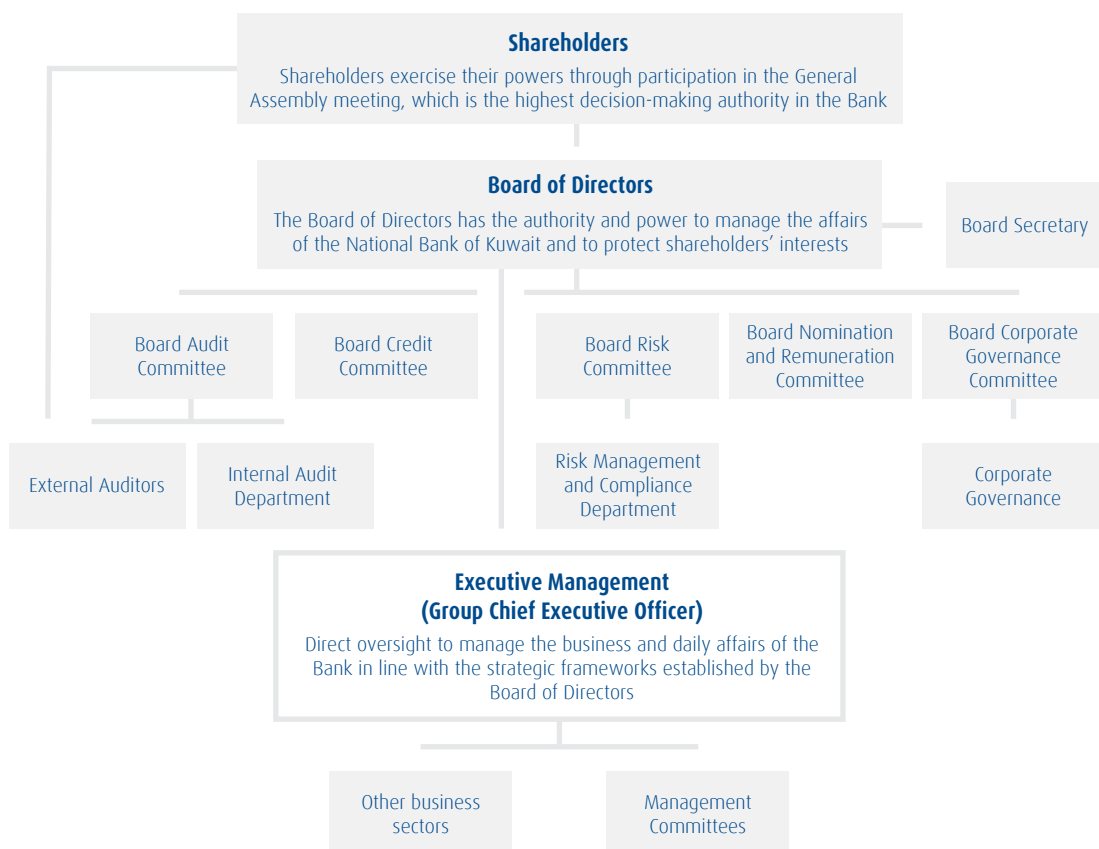 Shareholders
Shareholders exercise their powers through participation in the General
Assembly meeting, which is the highest decision-making authority in the Bank
Board of Directors
The Board of Directors has the authority and power to manage the affairs
of the National Bank of Kuwait and to protect shareholders' interests
Board Secretary
Board Audit
Committee
Board Credit
Committee
Board Risk
Committee
Board Nomination
and Remuneration
Committee
Board Corporate
Governance
Committee
External Auditors
Internal Audit
Department
Risk Management
and Compliance
Department
Corporate
Governance
Executive Management
(Group Chief Executive Officer)
Direct oversight to manage the business and daily affairs of the
Bank in line with the strategic frameworks established by the
Board of Directors
Other business
sectors
Management
Committees